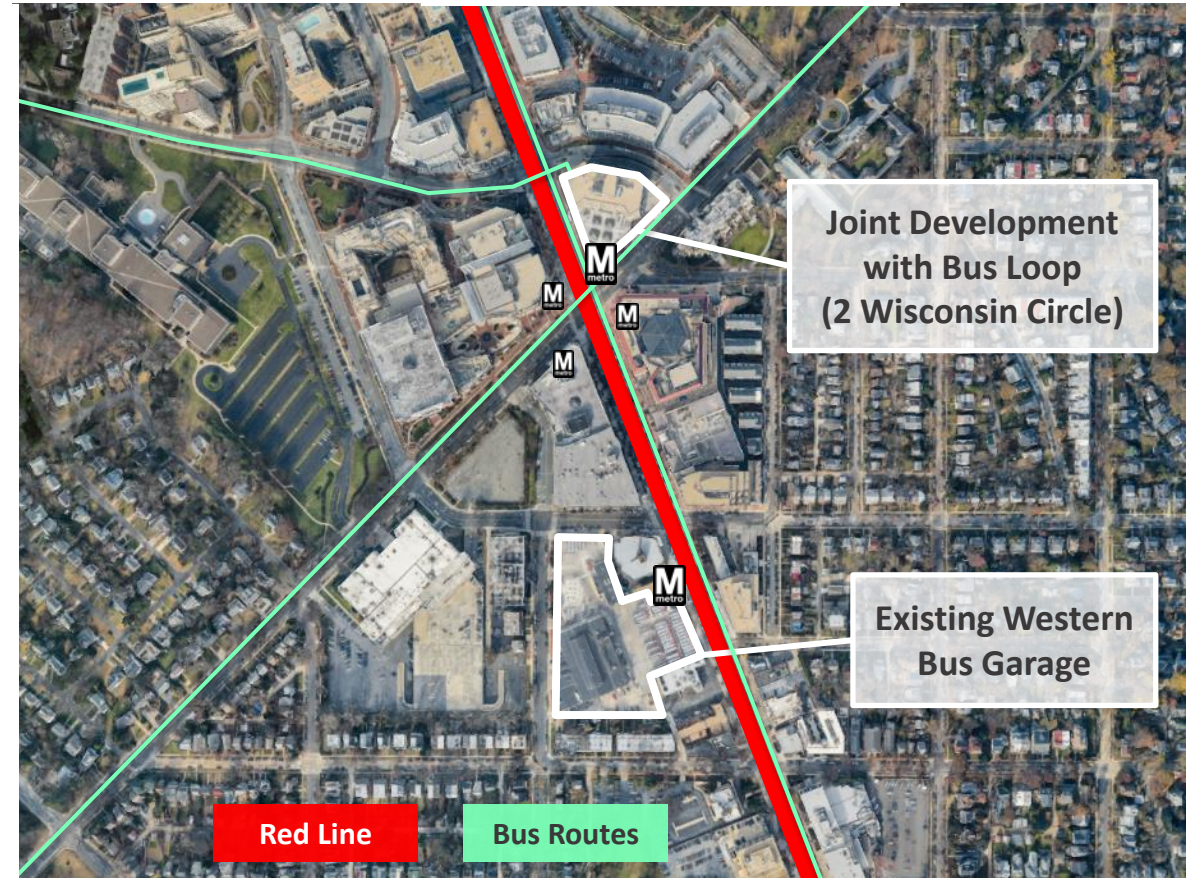 Joint Development
with Bus Loop
(2 Wisconsin Circle)
M
metro
M
metro
M
metro
M
metro
M
metro
Existing Western
Bus Garage
Red Line
Bus Routes